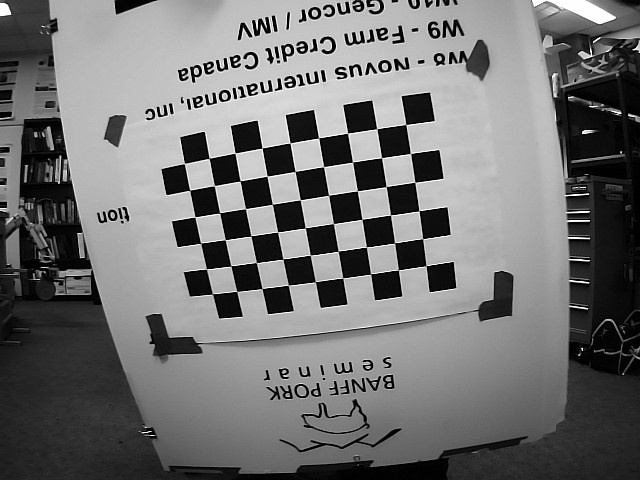 BANFF PORK
seminar
tion
W8 - Novus International, Inc
W9 - Farm Credit Canada
W10 - Gencor / IMV